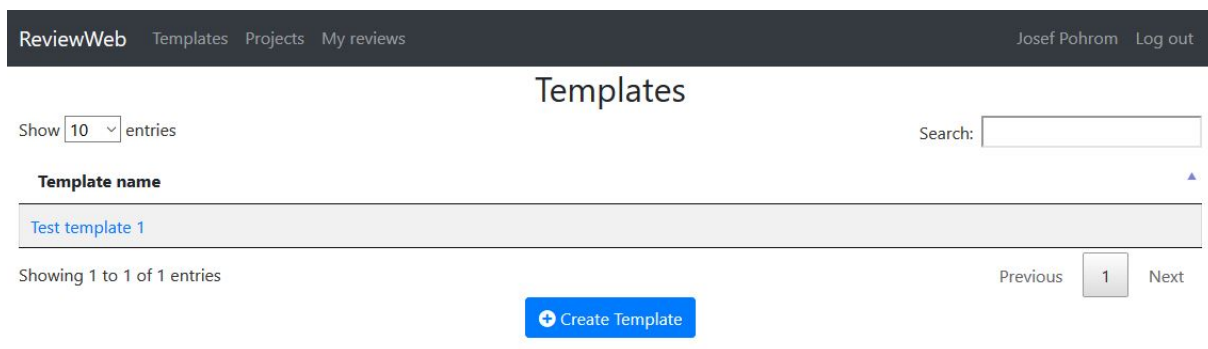 ReviewWeb Templates Projects My reviews Josef Pohrom Log out
Templates
Show 10 entries Search:
Template name
Test template 1
Showing 1 to 1 of 1 entries Previous 1 Next
Create Template